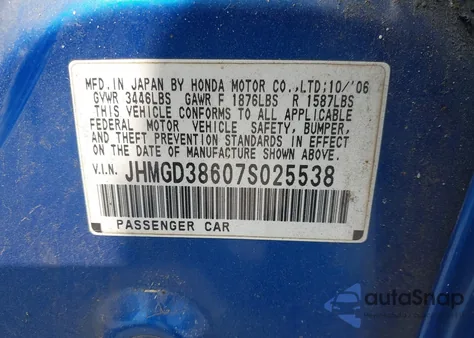 MFD. IN JAPAN BY HONDA MOTOR CO.,LTD;10/'06
GVWR 3446LBS GAWR F 1876LBS R 1587LBS
THIS VEHICLE CONFORMS TO ALL APPLICABLE
FEDERAL MOTOR VEHICLE SAFETY, BUMPER,
AND THEFT PREVENTION STANDARDS IN EFFECT
ON THE DATE OF MANUFACTURE SHOWN ABOVE.
V.I.N. JHMGD38607S025538
PASSENGER CAR
autoSnap